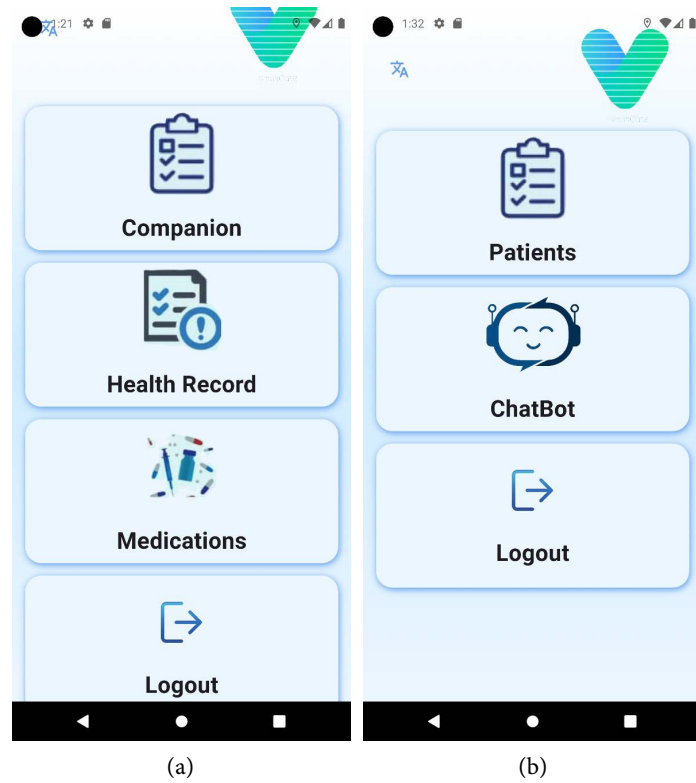 1:21
Companion
Health Record
Medications
Logout
(a)
1:32
Patients
ChatBot
Logout
(b)